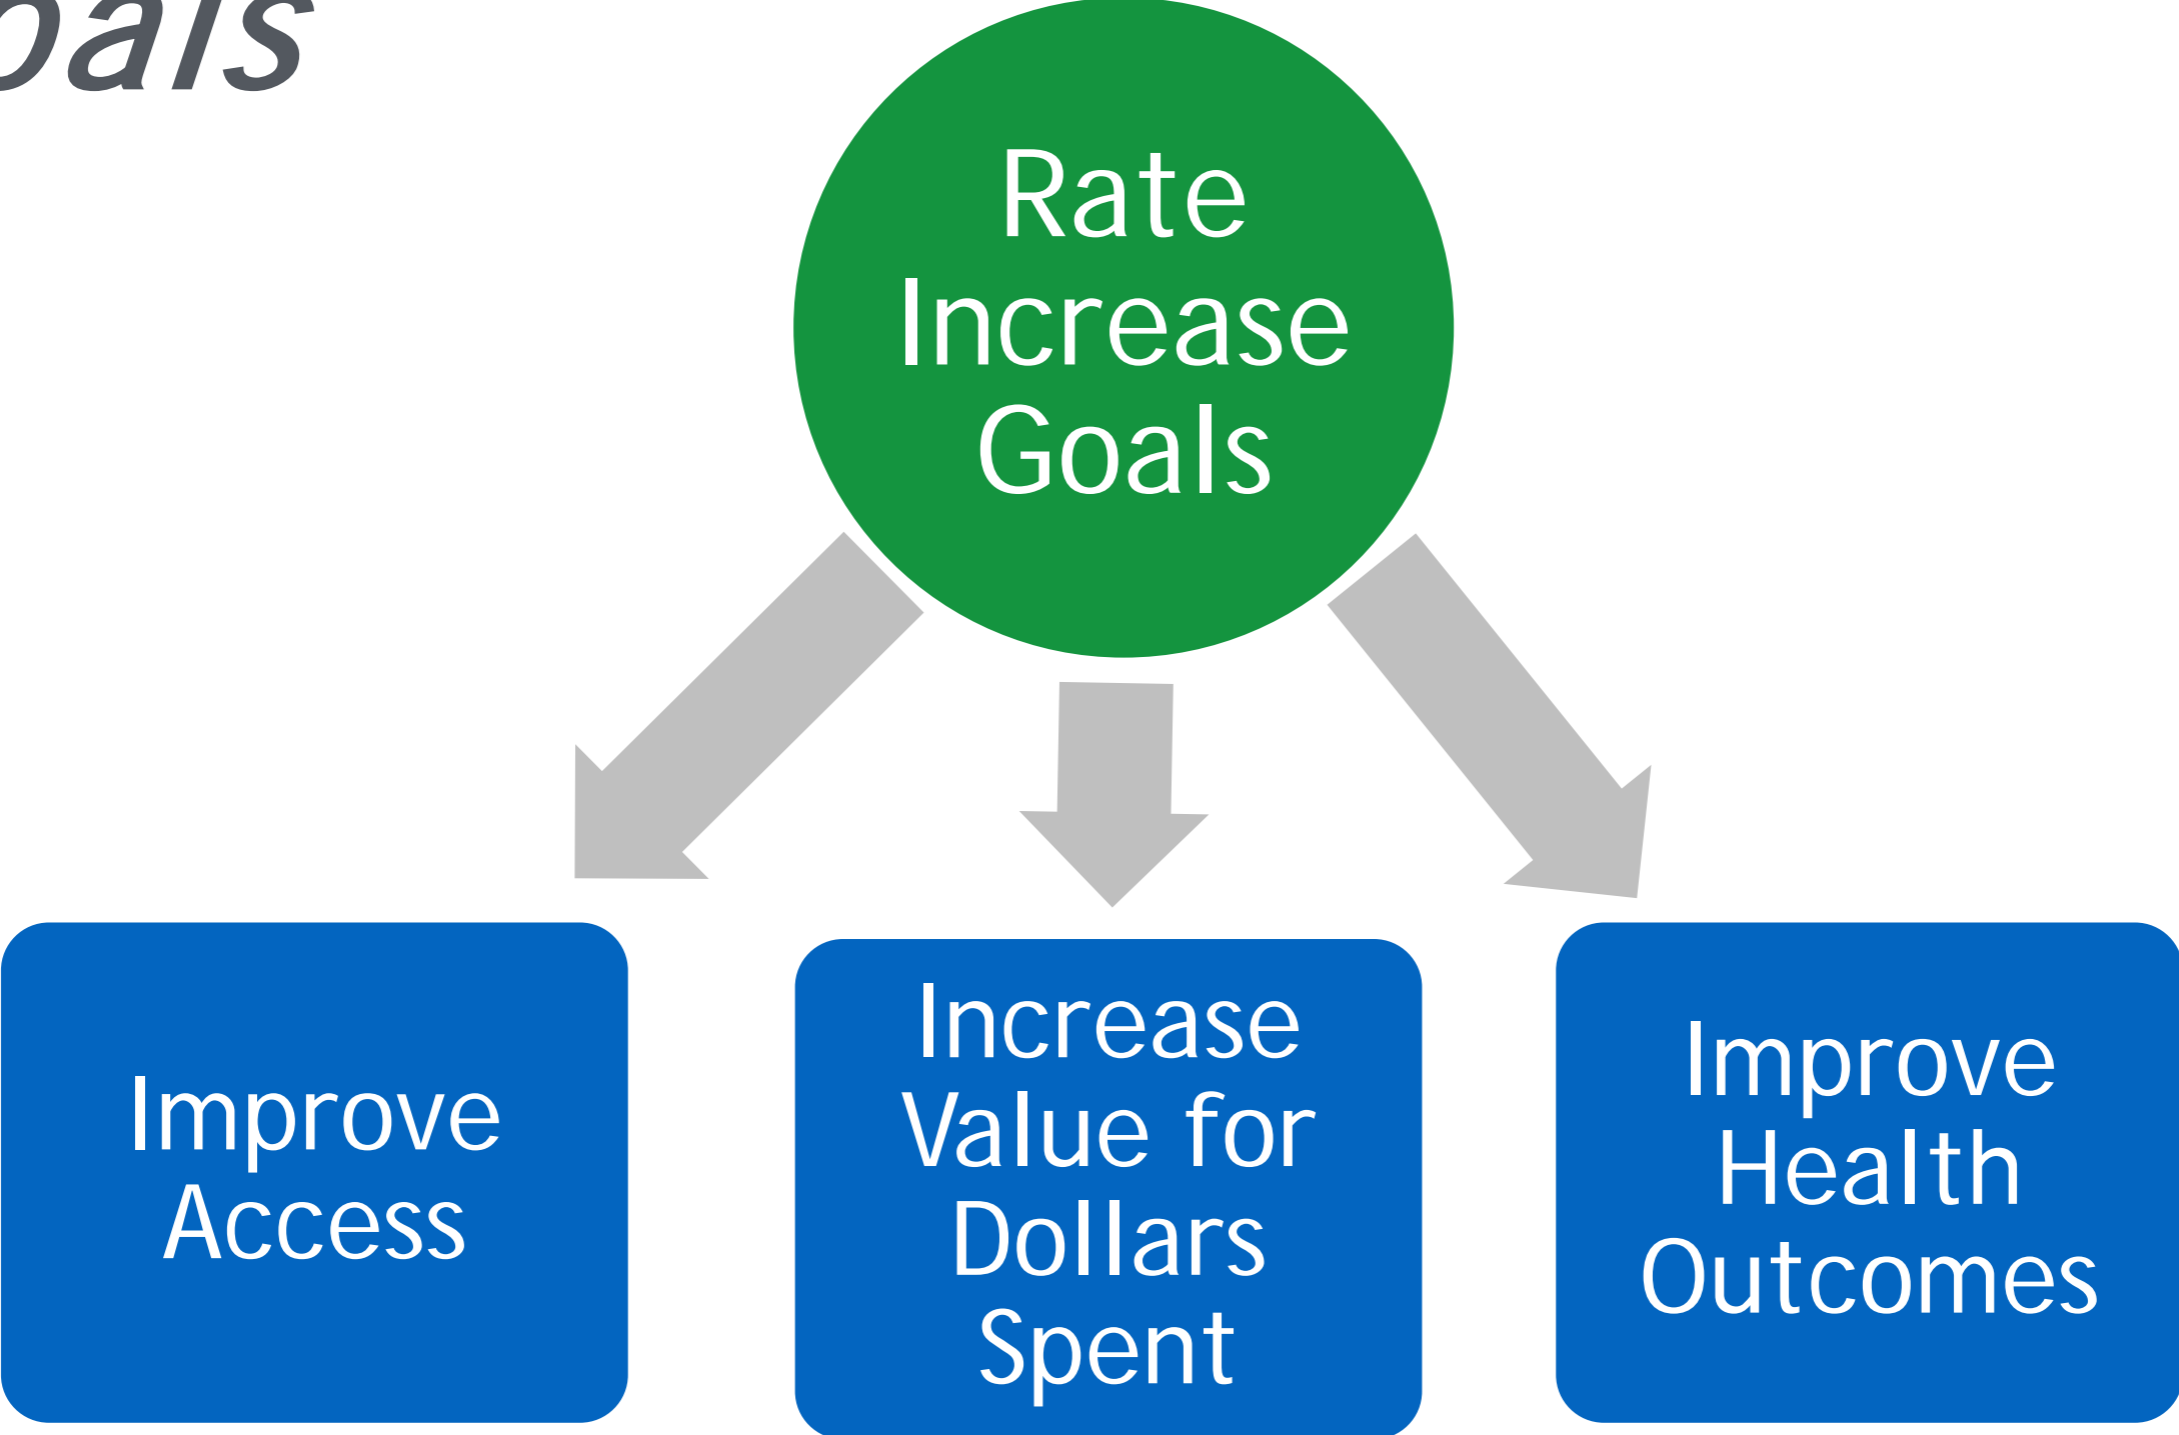 Rate
Increase
Goals
Improve
Access
Increase
Value for
Dollars
Spent
Improve
Health
Outcomes